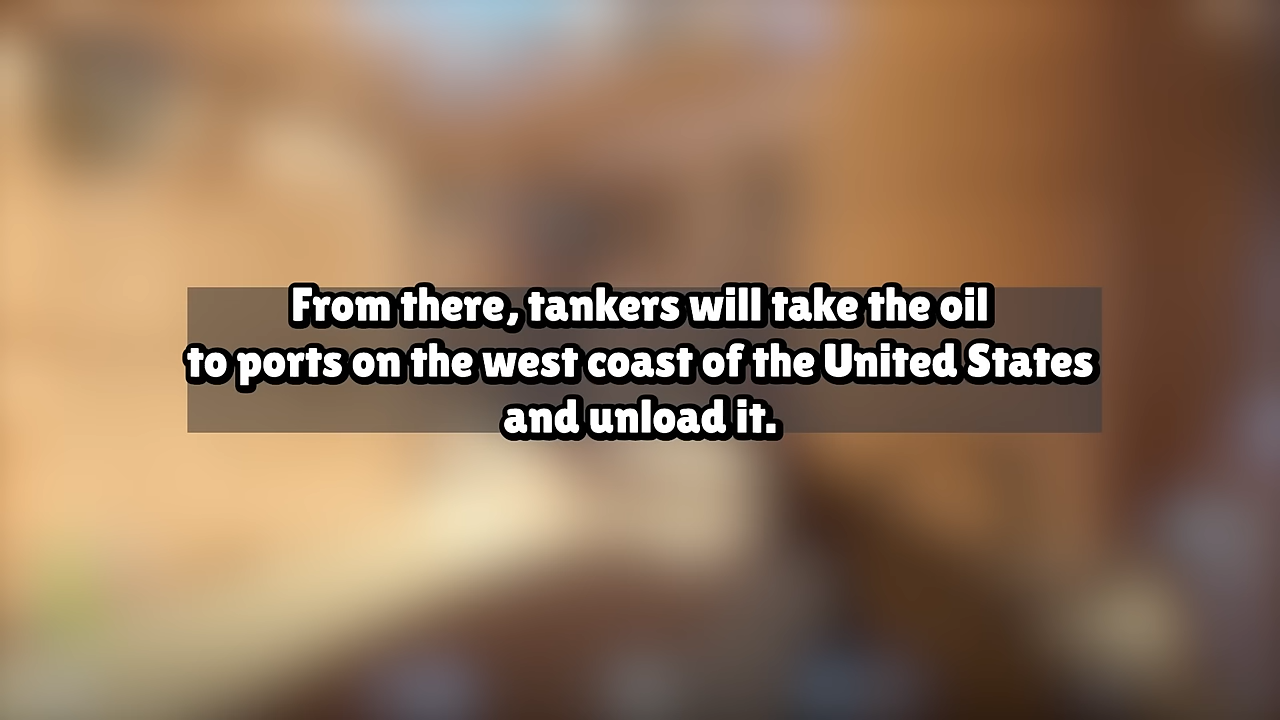 From there, tankers will take the oil
to ports on the west coast of the United States
and unload it.